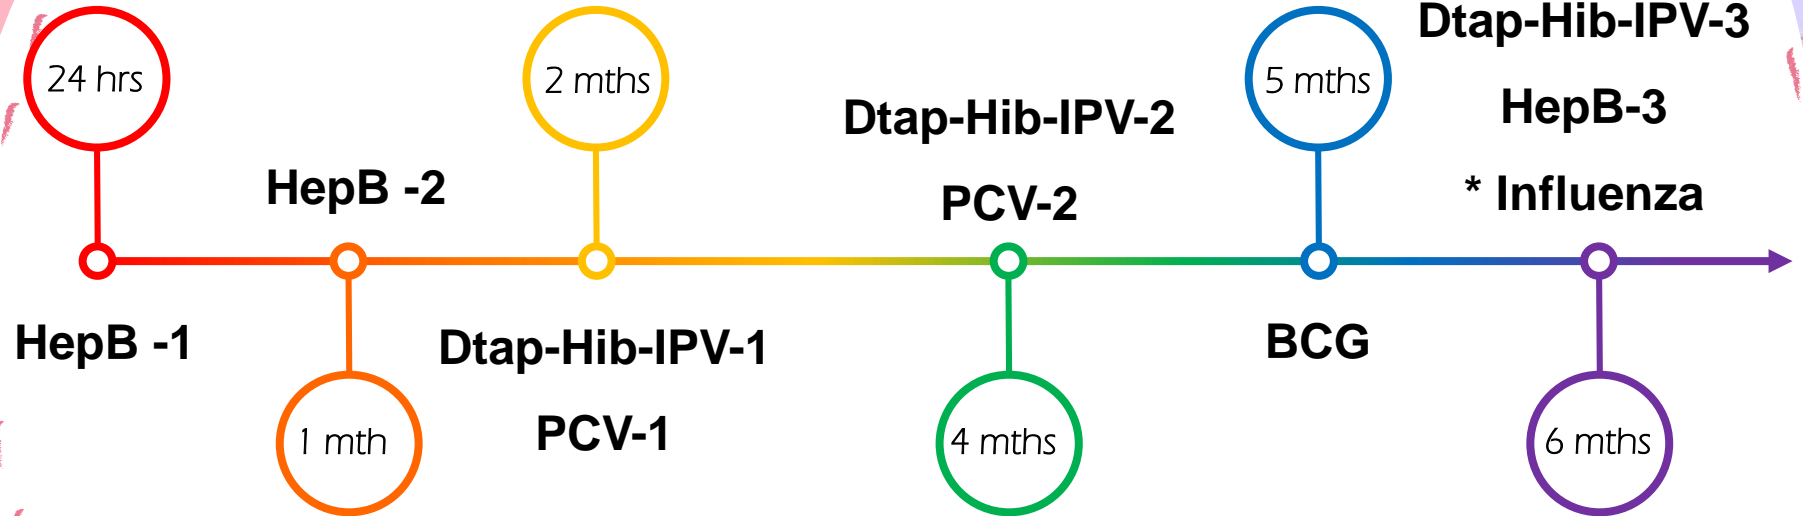 24 hrs
HepB -1
HepB -2
1 mth
2 mths
Dtap-Hib-IPV-1
PCV-1
Dtap-Hib-IPV-2
PCV-2
4 mths
5 mths
BCG
Dtap-Hib-IPV-3
HepB-3
* Influenza
6 mths